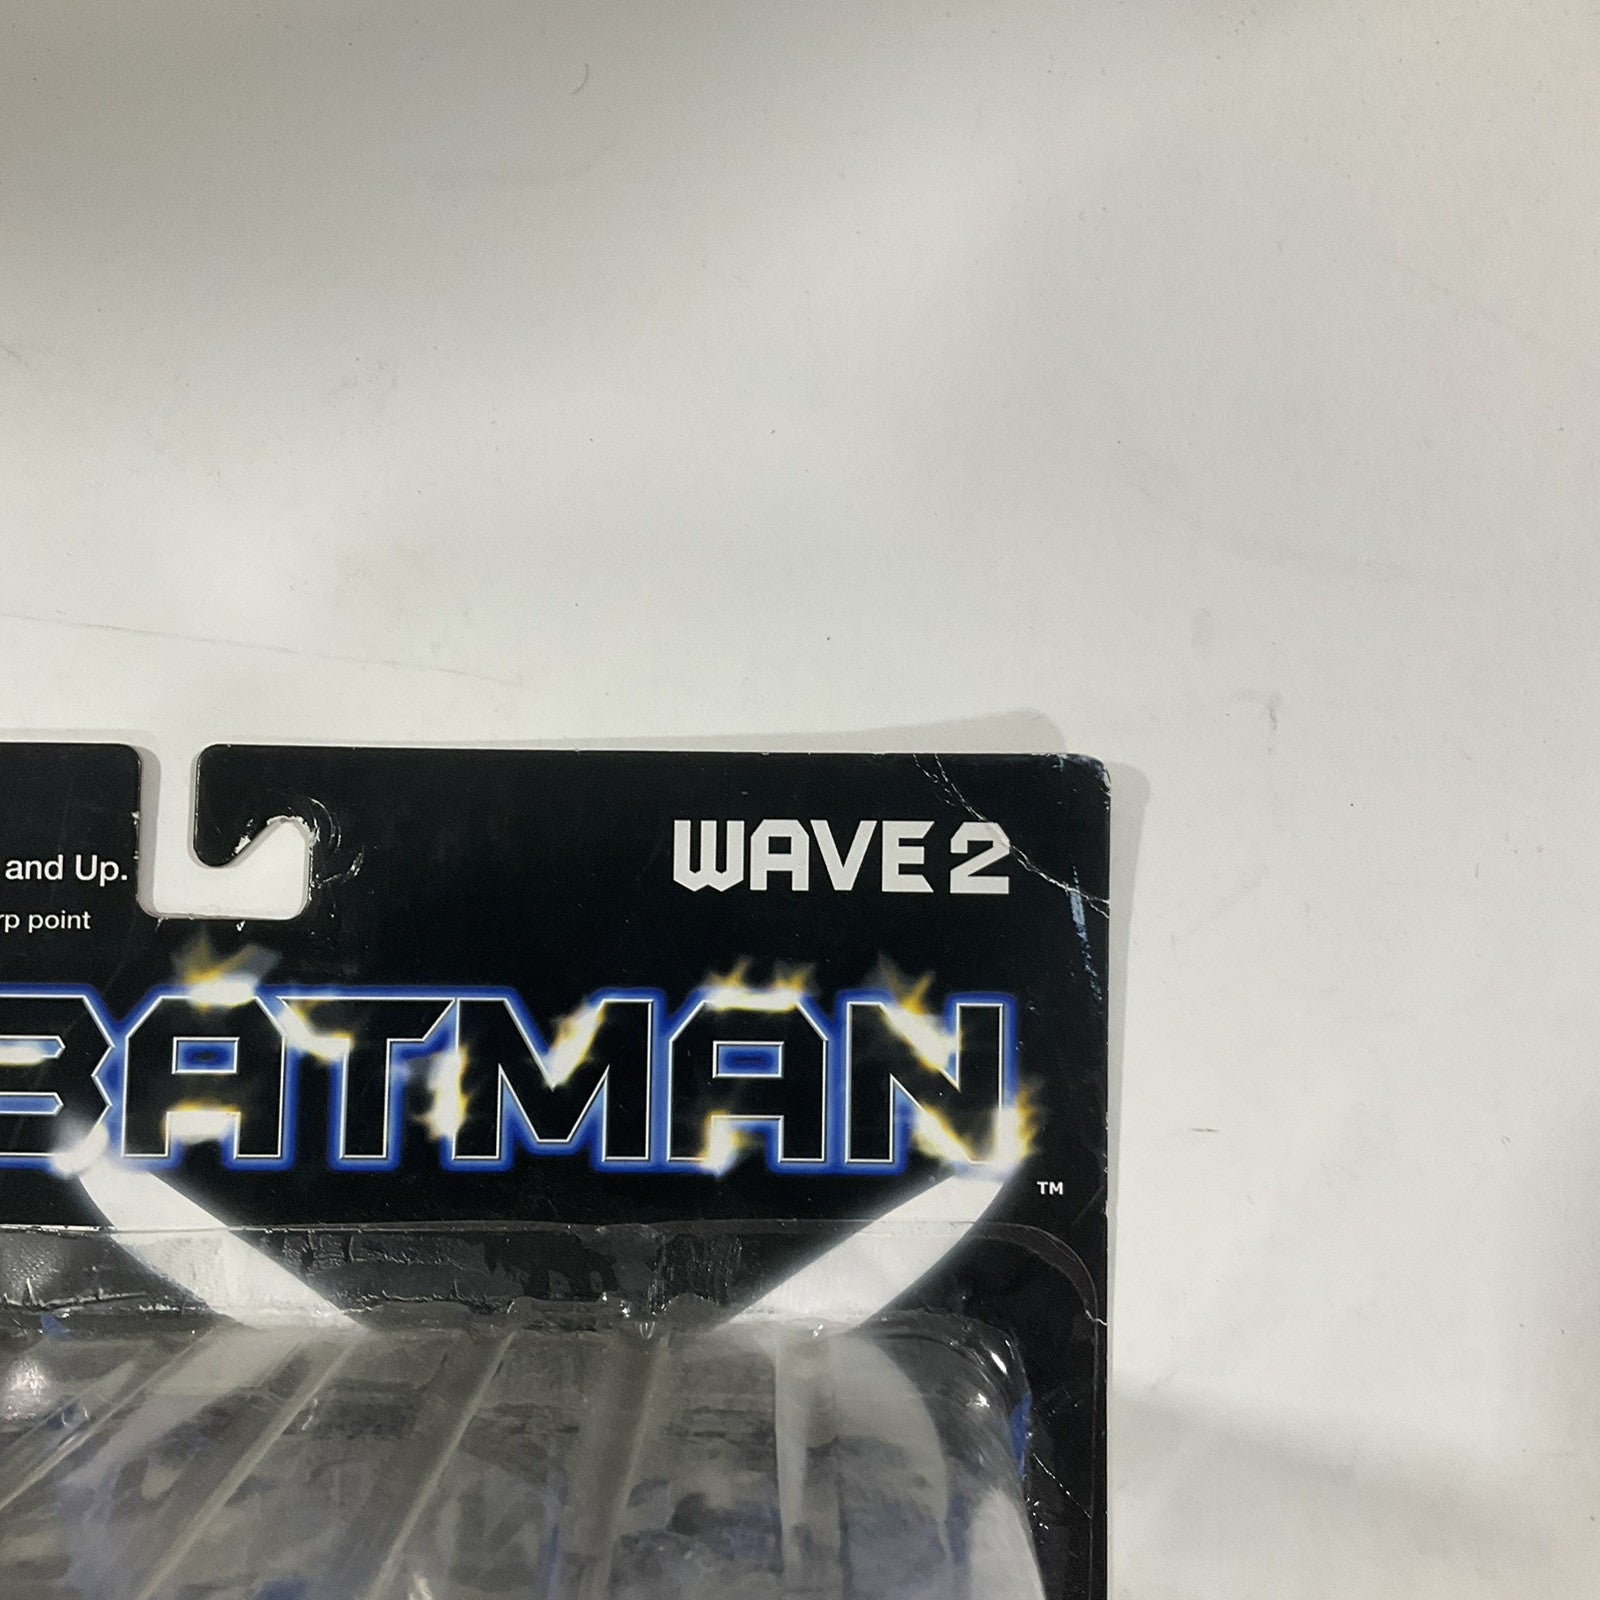 WAVE 2
and Up.
rp point
BATMAN
TM